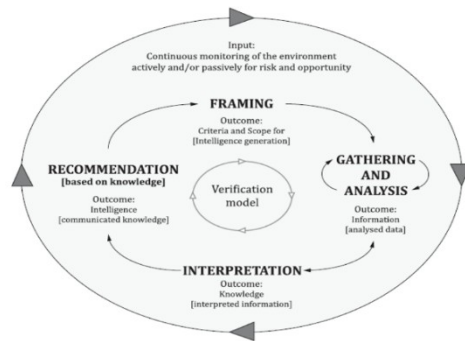 Input:
Continuous monitoring of the environment
actively and/or passively for risk and opportunity
FRAMING
Outcome:
Criteria and Scope for
[Intelligence generation]
RECOMMENDATION
[based on knowledge]
Outcome:
Intelligence
[communicated knowledge]
Verification
model
GATHERING
AND
ANALYSIS
Outcome:
Information
[analysed data]
INTERPRETATION
Outcome:
Knowledge
[interpreted information]